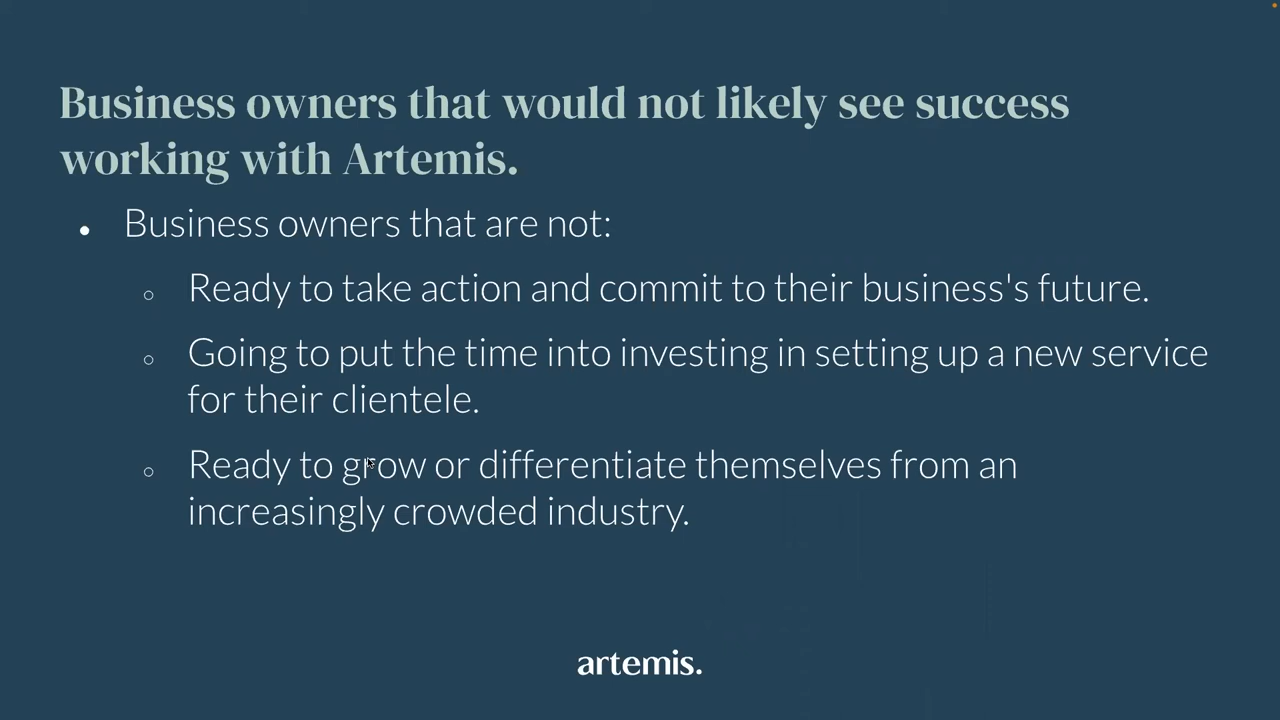 Business owners that would not likely see success
working with Artemis.
• Business owners that are not:
○ Ready to take action and commit to their business's future.
○ Going to put the time into investing in setting up a new service
for their clientele.
○ Ready to grow or differentiate themselves from an
increasingly crowded industry.
artemis.